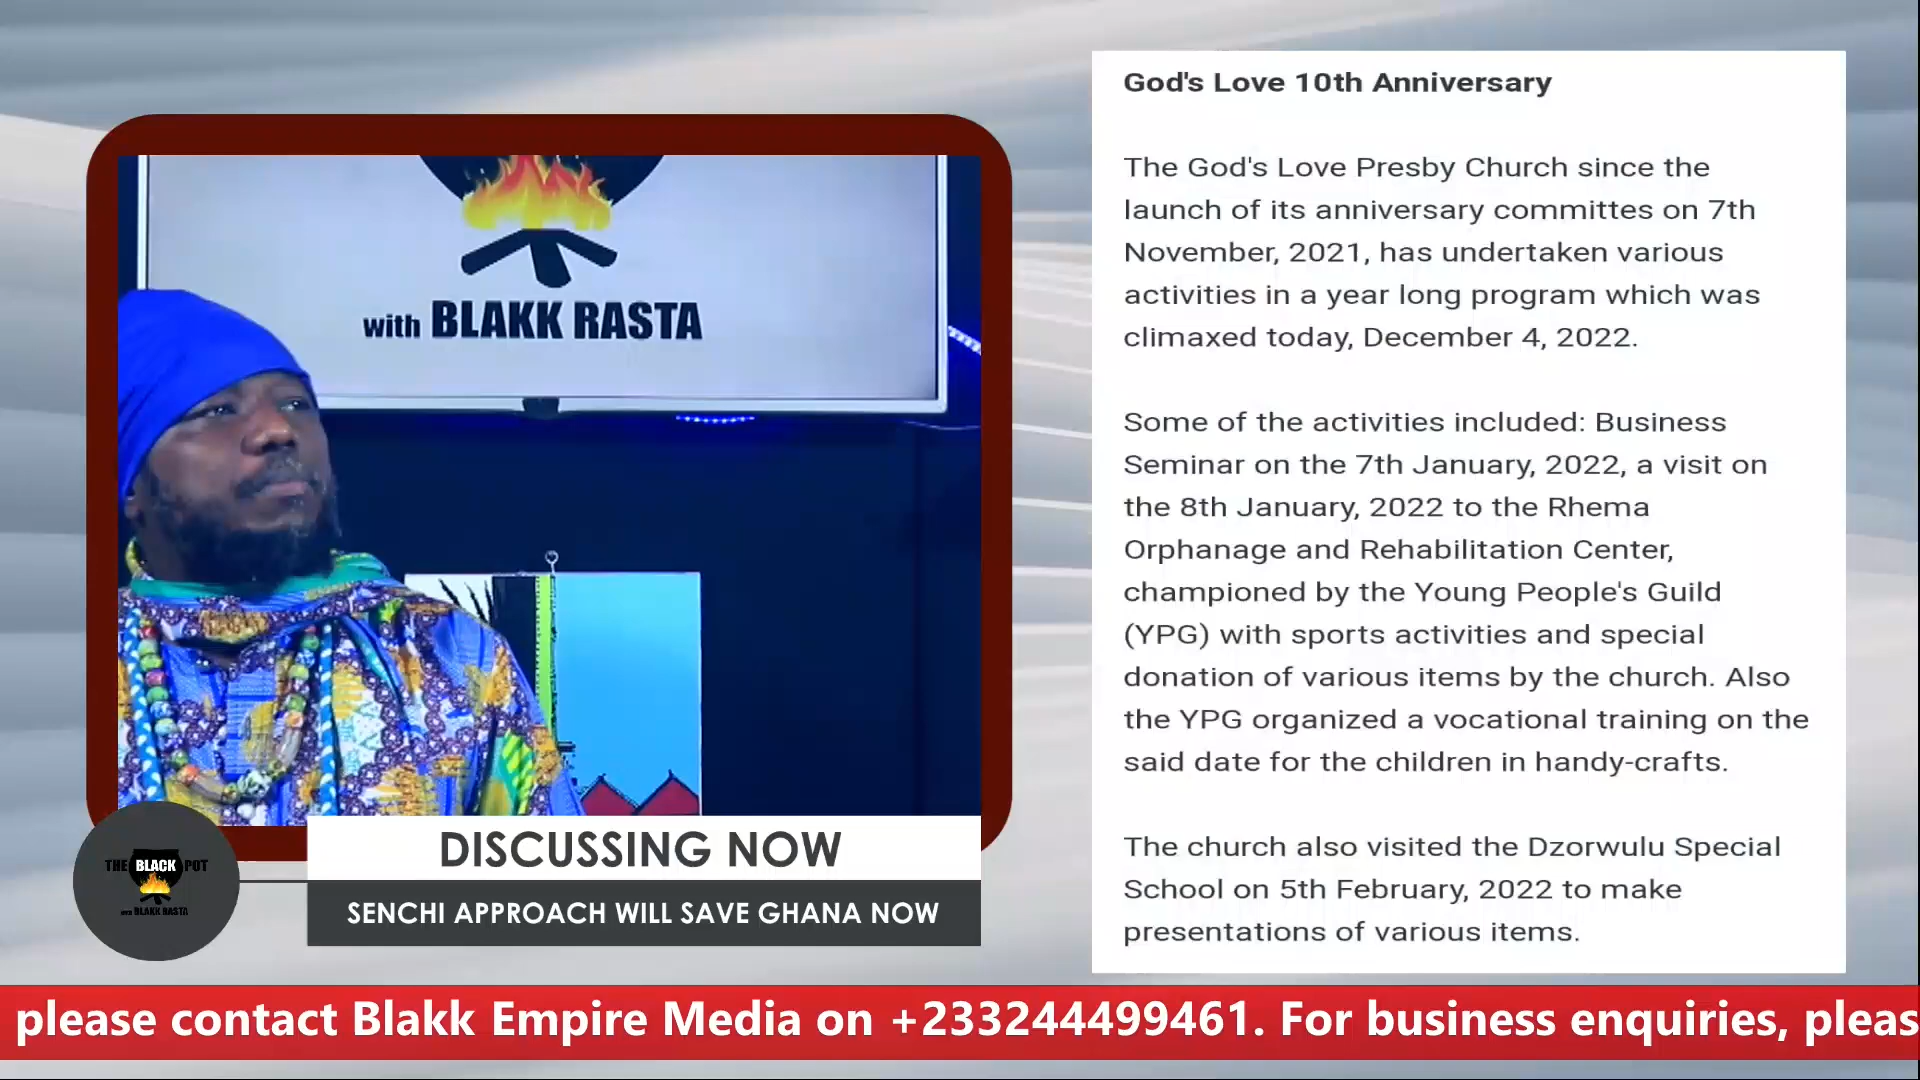 with BLAKK RASTA
God's Love 10th Anniversary
The God's Love Presby Church since the
launch of its anniversary committes on 7th
November, 2021, has undertaken various
activities in a year long program which was
climaxed today, December 4, 2022.
Some of the activities included: Business
Seminar on the 7th January, 2022, a visit on
the 8th January, 2022 to the Rhema
Orphanage and Rehabilitation Center,
championed by the Young People's Guild
(YPG) with sports activities and special
donation of various items by the church. Also
the YPG organized a vocational training on the
said date for the children in handy-crafts.
The church also visited the Dzorwulu Special
School on 5th February, 2022 to make
presentations of various items.
DISCUSSING NOW
SENCHI APPROACH WILL SAVE GHANA NOW
THE BLACK POT
with BLAKK RASTA
please contact Blakk Empire Media on +233244499461. For business enquiries, pleas